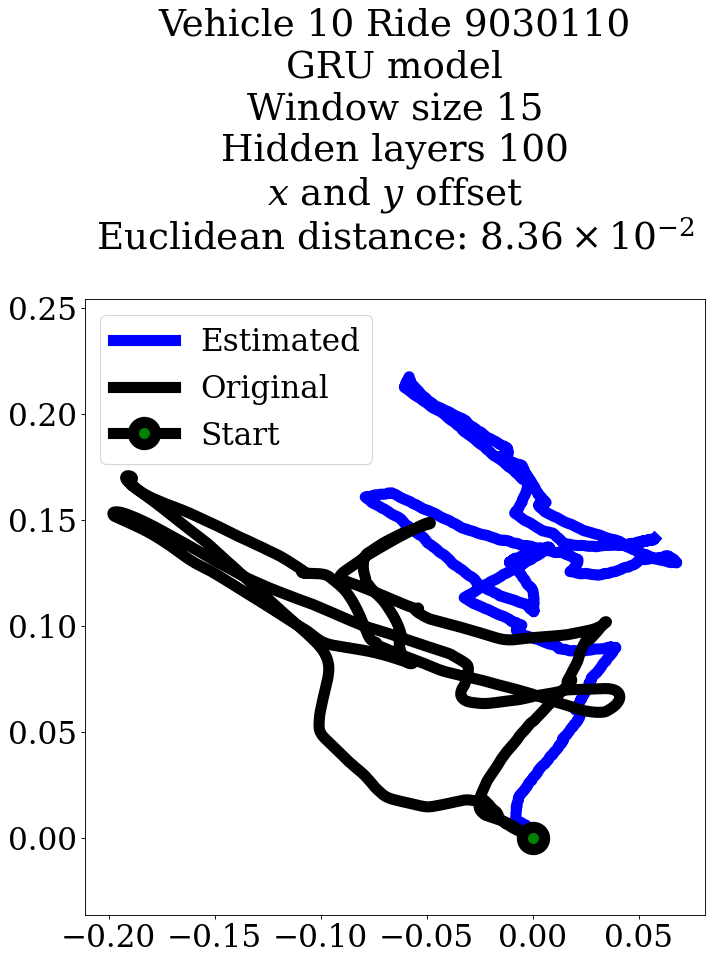 Vehicle 10 Ride 9030110
GRU model
Window size 15
Hidden layers 100
x and y offset
Euclidean distance: 8.36 × 10⁻²
0.25
Estimated
Original
0.20
Start
0.15
0.10
0.05
0.00
−0.20 −0.15 −0.10 −0.05 0.00 0.05